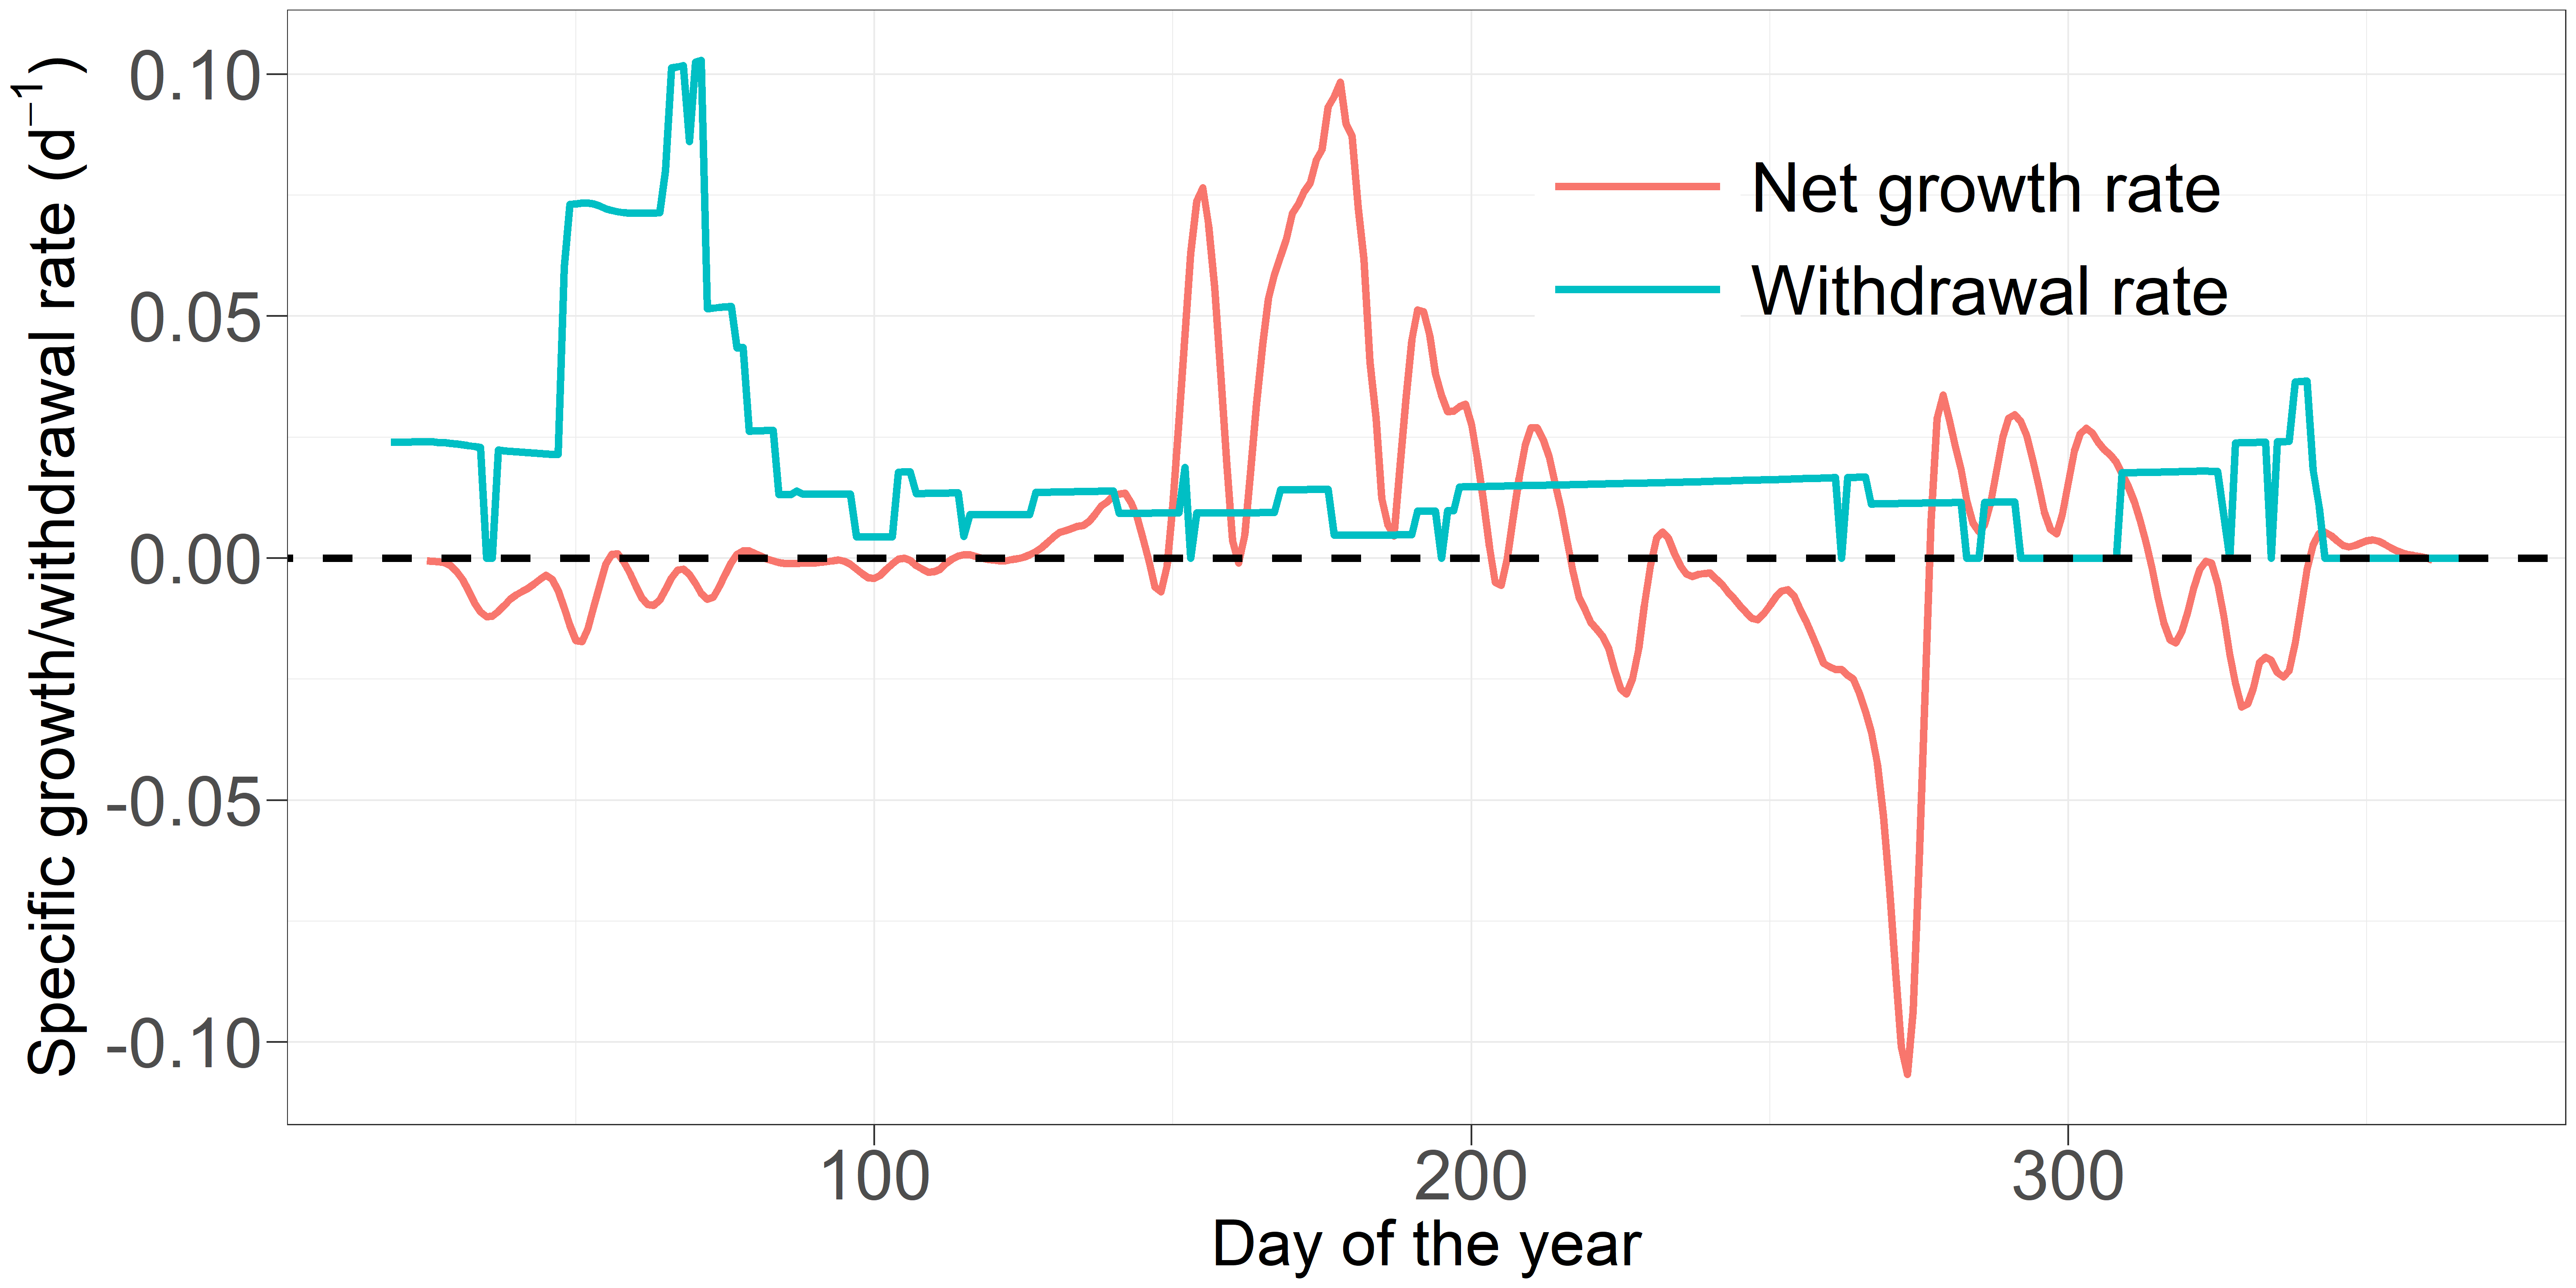 Specific growth/withdrawal rate (d⁻¹)
0.10
0.05
0.00
-0.05
-0.10
Net growth rate
Withdrawal rate
100 200 300
Day of the year